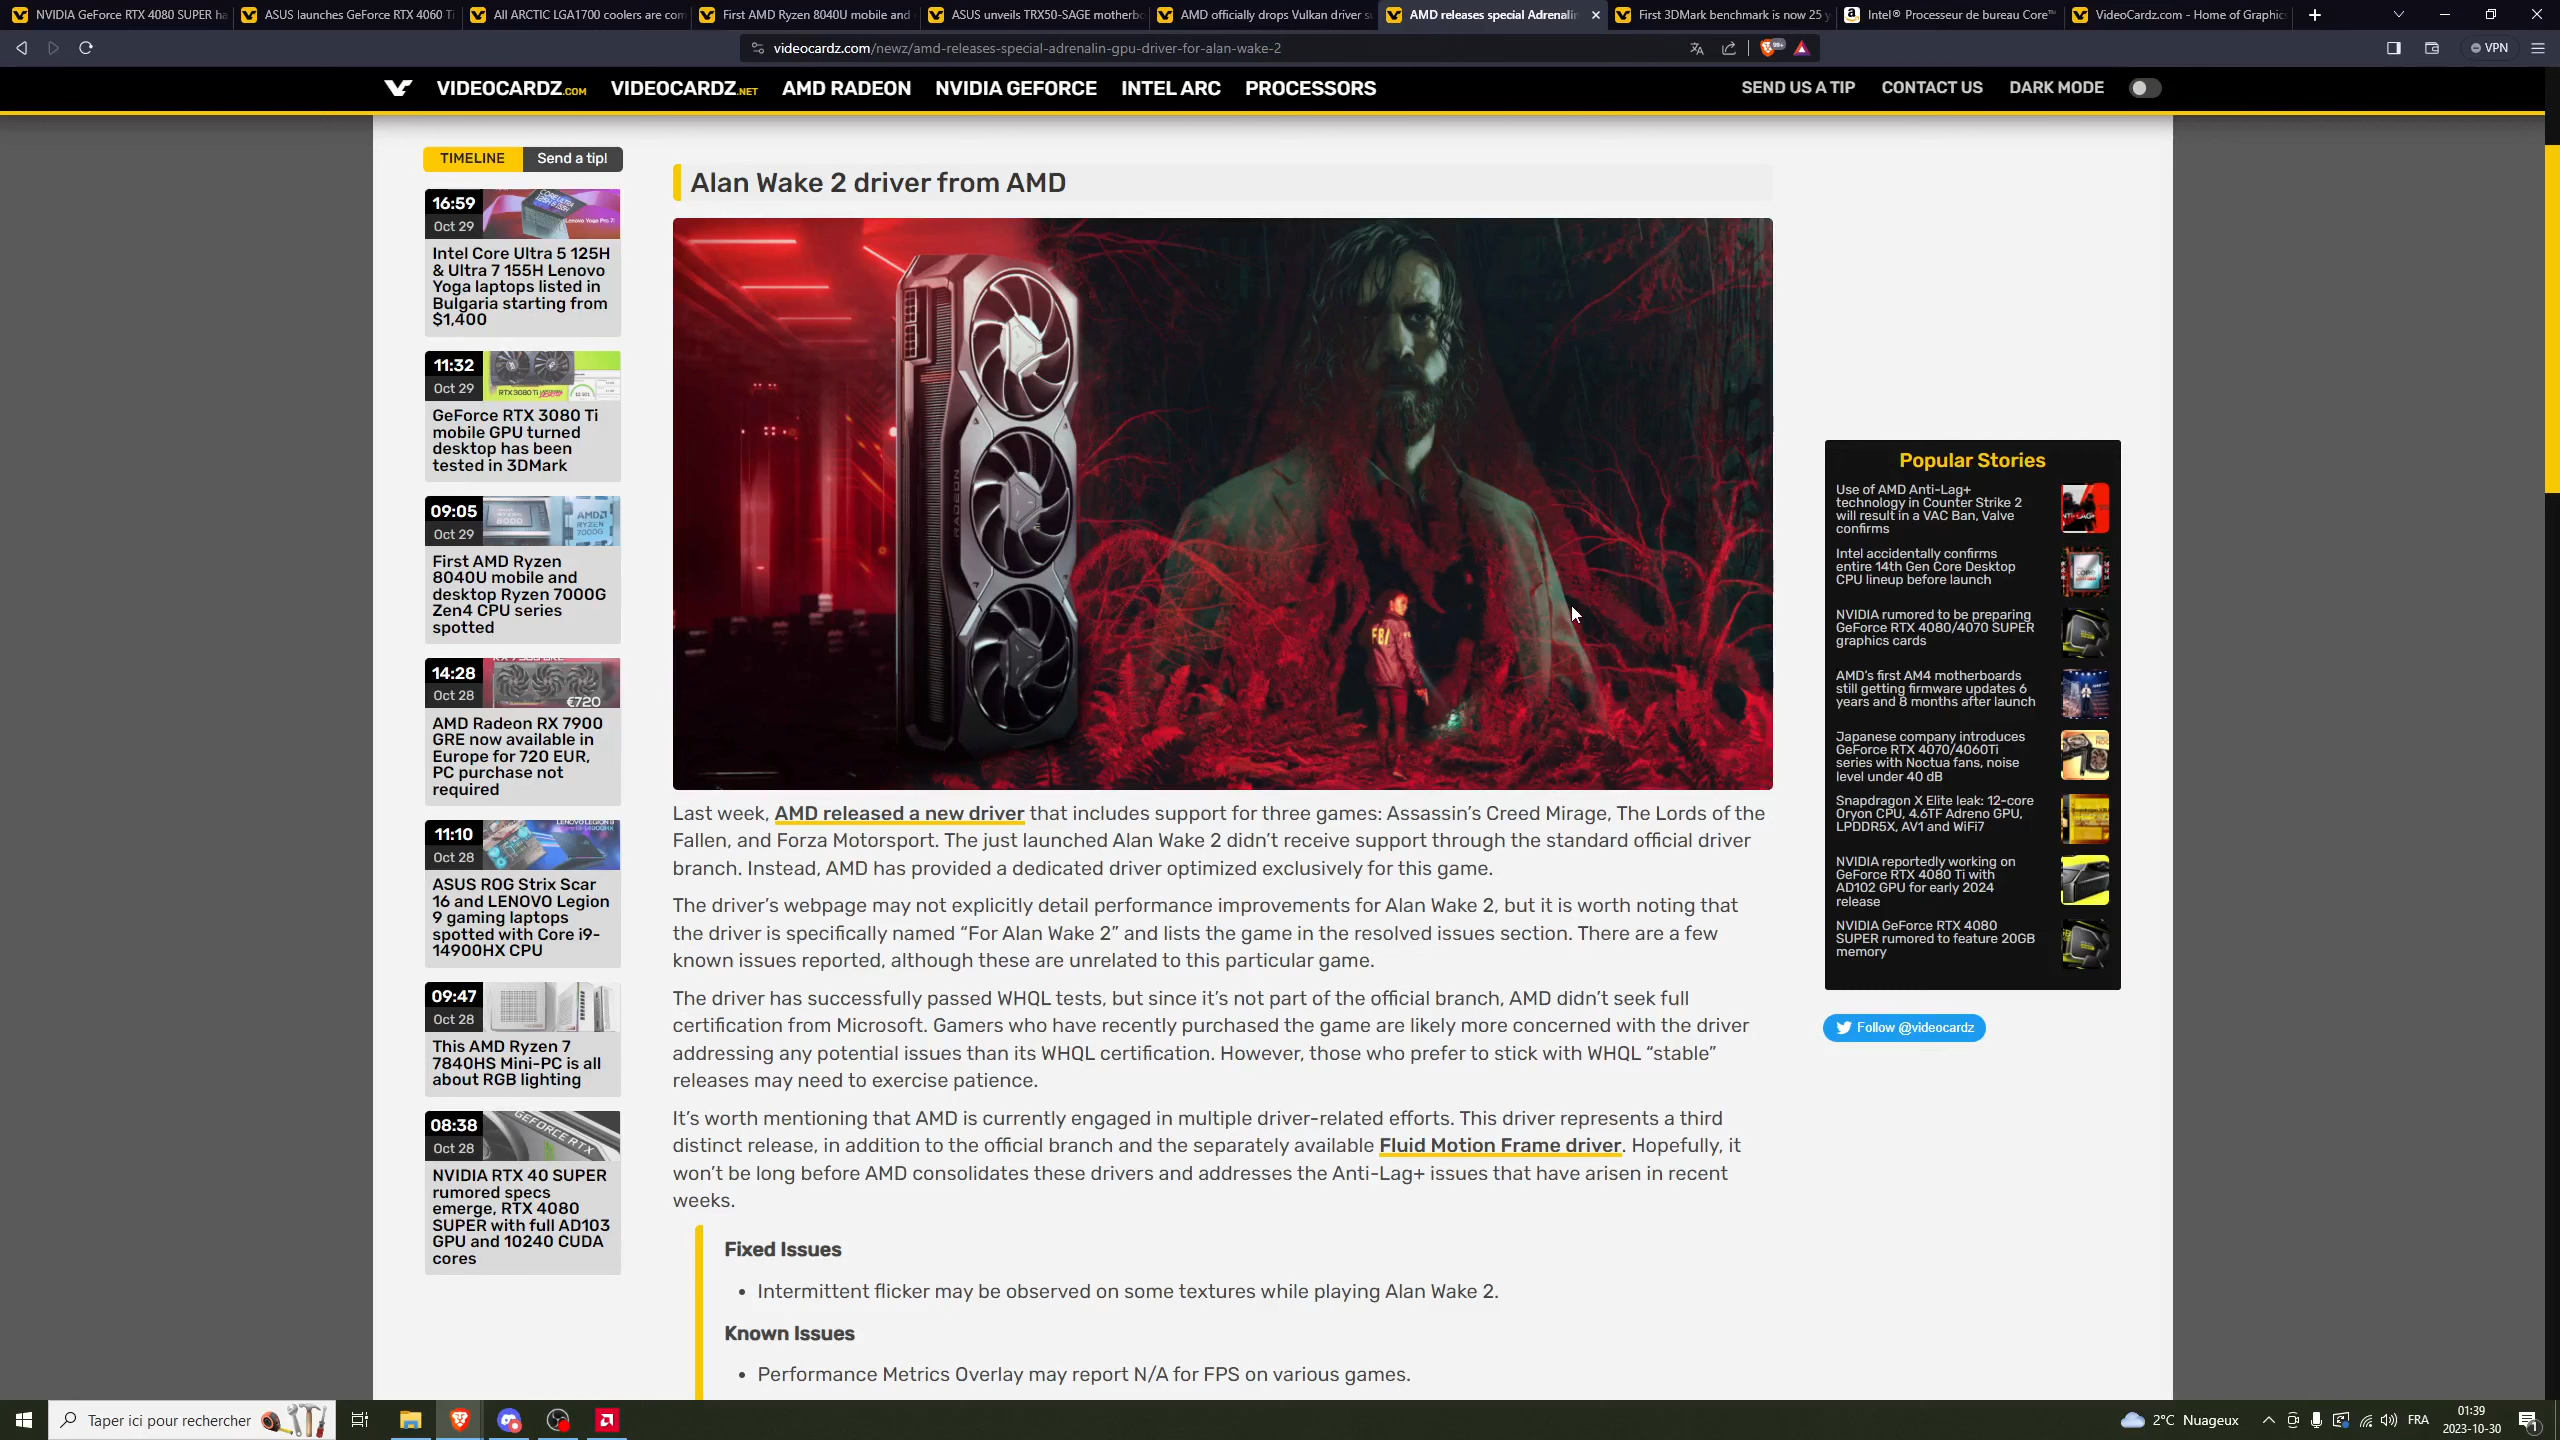 NVIDIA GeForce RTX 4080 SUPER ha
ASUS launches GeForce RTX 4060 Ti
All ARCTIC LGA1700 coolers are com
First AMD Ryzen 8040U mobile and
ASUS unveils TRX50-SAGE motherbo
AMD officially drops Vulkan driver su
AMD releases special Adrenalin
First 3DMark benchmark is now 25 y
Intel® Processeur de bureau Core™
VideoCardz.com - Home of Graphics
videocardz.com/newz/amd-releases-special-adrenalin-gpu-driver-for-alan-wake-2
99+
VPN
VIDEOCARDZ.COM
VIDEOCARDZ.NET
AMD RADEON
NVIDIA GEFORCE
INTEL ARC
PROCESSORS
SEND US A TIP
CONTACT US
DARK MODE
TIMELINE
Send a tip!
16:59
Oct 29
Intel Core Ultra 5 125H
& Ultra 7 155H Lenovo
Yoga laptops listed in
Bulgaria starting from
$1,400
11:32
Oct 29
RTX 3080 Ti
GeForce RTX 3080 Ti
mobile GPU turned
desktop has been
tested in 3DMark
09:05
Oct 29
AMD
RYZEN
7000G
First AMD Ryzen
8040U mobile and
desktop Ryzen 7000G
Zen4 CPU series
spotted
14:28
Oct 28
€720
AMD Radeon RX 7900
GRE now available in
Europe for 720 EUR,
PC purchase not
required
11:10
Oct 28
ASUS ROG Strix Scar
16 and LENOVO Legion
9 gaming laptops
spotted with Core i9-
14900HX CPU
09:47
Oct 28
This AMD Ryzen 7
7840HS Mini-PC is all
about RGB lighting
08:38
Oct 28
GEFORCE RTX
NVIDIA RTX 40 SUPER
rumored specs
emerge, RTX 4080
SUPER with full AD103
GPU and 10240 CUDA
cores
Alan Wake 2 driver from AMD
RADEON
FBI
Last week, AMD released a new driver that includes support for three games: Assassin's Creed Mirage, The Lords of the
Fallen, and Forza Motorsport. The just launched Alan Wake 2 didn't receive support through the standard official driver
branch. Instead, AMD has provided a dedicated driver optimized exclusively for this game.
The driver's webpage may not explicitly detail performance improvements for Alan Wake 2, but it is worth noting that
the driver is specifically named “For Alan Wake 2” and lists the game in the resolved issues section. There are a few
known issues reported, although these are unrelated to this particular game.
The driver has successfully passed WHQL tests, but since it's not part of the official branch, AMD didn't seek full
certification from Microsoft. Gamers who have recently purchased the game are likely more concerned with the driver
addressing any potential issues than its WHQL certification. However, those who prefer to stick with WHQL “stable”
releases may need to exercise patience.
It's worth mentioning that AMD is currently engaged in multiple driver-related efforts. This driver represents a third
distinct release, in addition to the official branch and the separately available Fluid Motion Frame driver. Hopefully, it
won't be long before AMD consolidates these drivers and addresses the Anti-Lag+ issues that have arisen in recent
weeks.
Fixed Issues
• Intermittent flicker may be observed on some textures while playing Alan Wake 2.
Known Issues
• Performance Metrics Overlay may report N/A for FPS on various games.
Popular Stories
Use of AMD Anti-Lag+
technology in Counter Strike 2
will result in a VAC Ban, Valve
confirms
Intel accidentally confirms
entire 14th Gen Core Desktop
CPU lineup before launch
NVIDIA rumored to be preparing
GeForce RTX 4080/4070 SUPER
graphics cards
AMD's first AM4 motherboards
still getting firmware updates 6
years and 8 months after launch
Japanese company introduces
GeForce RTX 4070/4060Ti
series with Noctua fans, noise
level under 40 dB
Snapdragon X Elite leak: 12-core
Oryon CPU, 4.6TF Adreno GPU,
LPDDR5X, AV1 and WiFi7
NVIDIA reportedly working on
GeForce RTX 4080 Ti with
AD102 GPU for early 2024
release
NVIDIA GeForce RTX 4080
SUPER rumored to feature 20GB
memory
Follow @videocardz
Taper ici pour rechercher
2°C Nuageux
FRA
01:39
2023-10-30
1